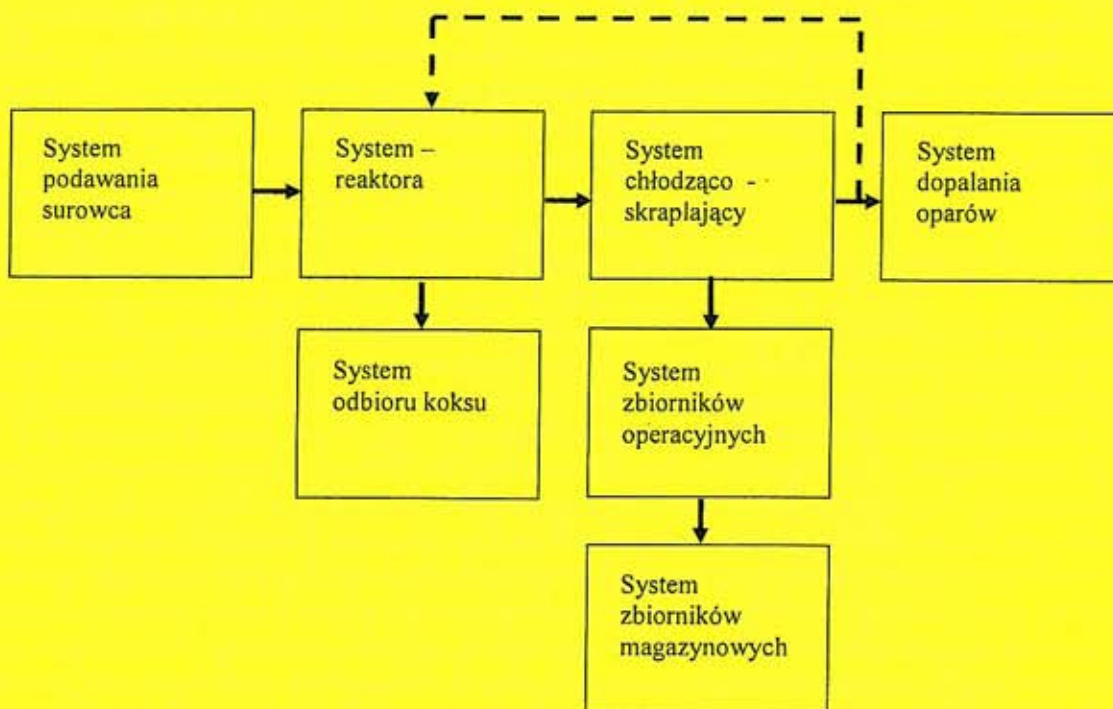 System
podawania
surowca
System –
reaktora
System
chłodząco -
skraplający
System
dopalania
oparów
System
odbioru koksu
System
zbiorników
operacyjnych
System
zbiorników
magazynowych